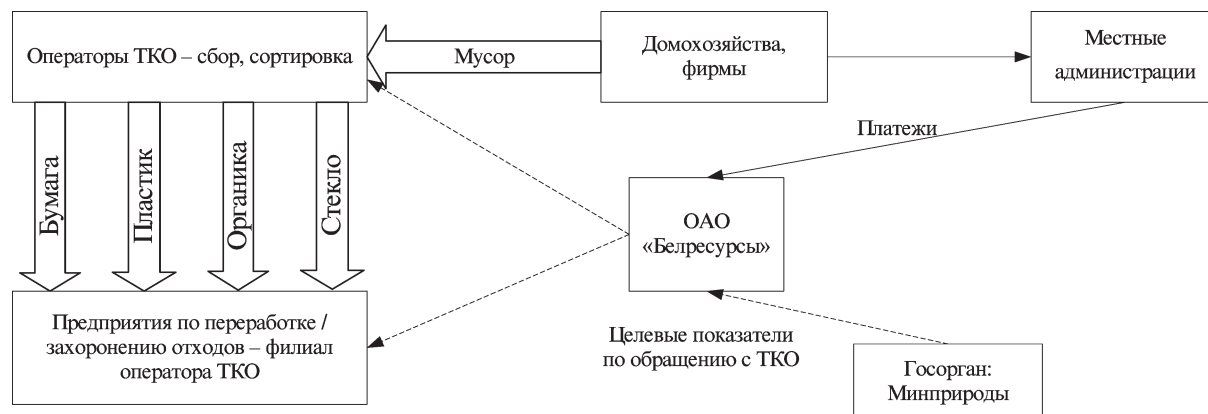 Операторы ТКО – сбор, сортировка
Мусор
Домохозяйства,
фирмы
Местные
администрации
Платежи
Бумага
Пластик
Органика
Стекло
ОАО
«Белресурсы»
Предприятия по переработке /
захоронению отходов – филиал
оператора ТКО
Целевые показатели
по обращению с ТКО
Госорган:
Минприроды